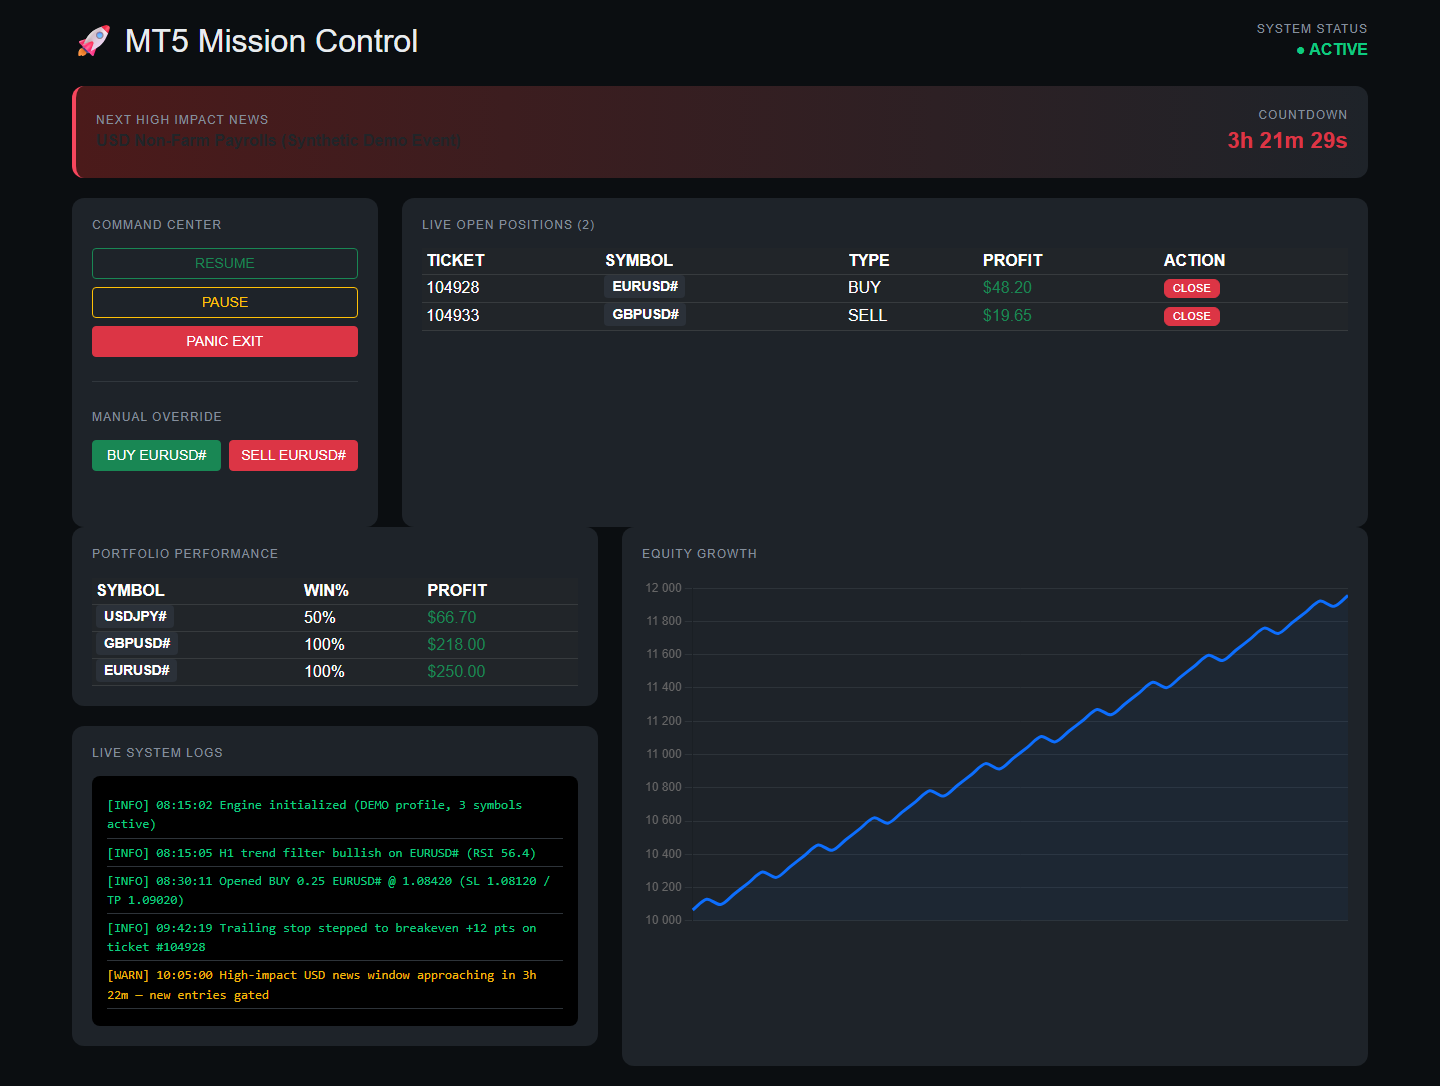 🚀 MT5 Mission Control
SYSTEM STATUS
● ACTIVE
NEXT HIGH IMPACT NEWS
USD Non-Farm Payrolls (Synthetic Demo Event)
COUNTDOWN
3h 21m 29s
COMMAND CENTER
RESUME
PAUSE
PANIC EXIT
MANUAL OVERRIDE
BUY EURUSD# SELL EURUSD#
LIVE OPEN POSITIONS (2)
TICKET SYMBOL TYPE PROFIT ACTION
104928 EURUSD# BUY $48.20 CLOSE
104933 GBPUSD# SELL $19.65 CLOSE
PORTFOLIO PERFORMANCE
SYMBOL WIN% PROFIT
USDJPY# 50% $66.70
GBPUSD# 100% $218.00
EURUSD# 100% $250.00
LIVE SYSTEM LOGS
[INFO] 08:15:02 Engine initialized (DEMO profile, 3 symbols
active)
[INFO] 08:15:05 H1 trend filter bullish on EURUSD# (RSI 56.4)
[INFO] 08:30:11 Opened BUY 0.25 EURUSD# @ 1.08420 (SL 1.08120 /
TP 1.09020)
[INFO] 09:42:19 Trailing stop stepped to breakeven +12 pts on
ticket #104928
[WARN] 10:05:00 High-impact USD news window approaching in 3h
22m — new entries gated
EQUITY GROWTH
12 000
11 800
11 600
11 400
11 200
11 000
10 800
10 600
10 400
10 200
10 000